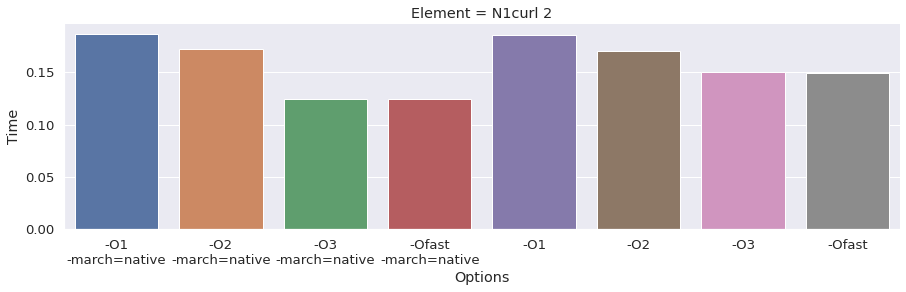 Element = N1curl 2
Time
0.15
0.10
0.05
0.00
-O1 -O2 -O3 -Ofast -O1 -O2 -O3 -Ofast
-march=native -march=native -march=native -march=native
Options